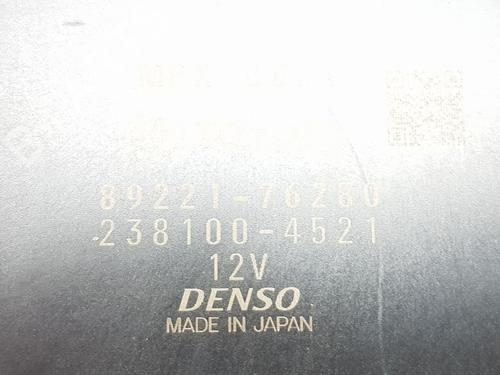 89221-76280
238100-4521
12V
DENSO
MADE IN JAPAN